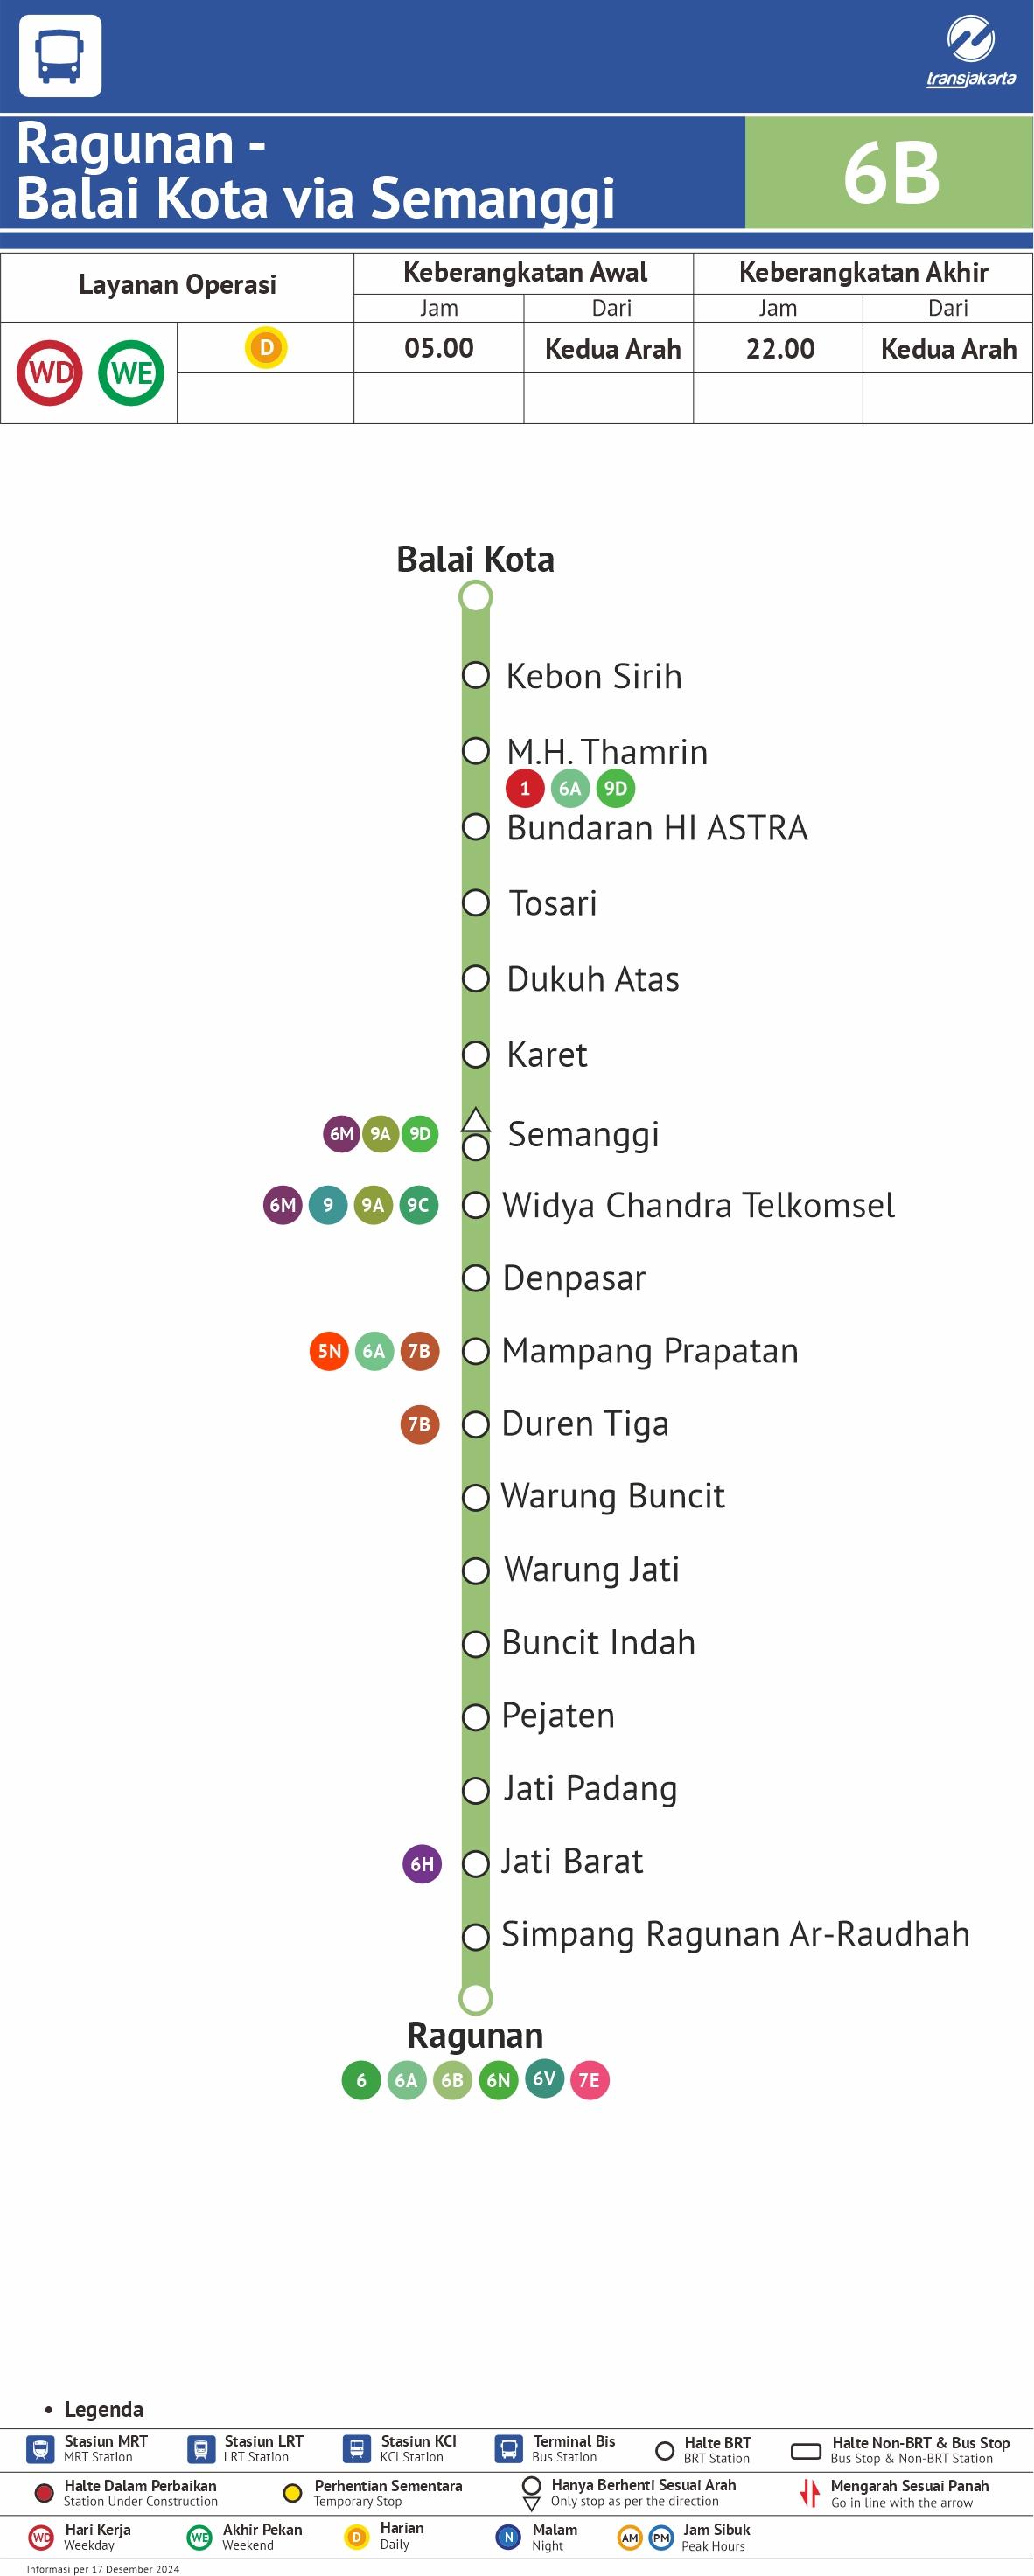 transjakarta
Ragunan -
Balai Kota via Semanggi
6B
Layanan Operasi
Keberangkatan Awal
Keberangkatan Akhir
Jam
Dari
Jam
Dari
WD
WE
D
05.00
Kedua Arah
22.00
Kedua Arah
Balai Kota
Kebon Sirih
M.H. Thamrin
1 6A 9D
Bundaran HI ASTRA
Tosari
Dukuh Atas
Karet
6M 9A 9D
Semanggi
6M 9 9A 9C
Widya Chandra Telkomsel
Denpasar
5N 6A 7B
Mampang Prapatan
7B
Duren Tiga
Warung Buncit
Warung Jati
Buncit Indah
Pejaten
Jati Padang
6H
Jati Barat
Simpang Ragunan Ar-Raudhah
Ragunan
6 6A 6B 6N 6V 7E
• Legenda
Stasiun MRT
MRT Station
Stasiun LRT
LRT Station
Stasiun KCI
KCI Station
Terminal Bis
Bus Station
Halte BRT
BRT Station
Halte Non-BRT & Bus Stop
Bus Stop & Non-BRT Station
Halte Dalam Perbaikan
Station Under Construction
Perhentian Sementara
Temporary Stop
Hanya Berhenti Sesuai Arah
Only stop as per the direction
Mengarah Sesuai Panah
Go in line with the arrow
WD
Hari Kerja
Weekday
WE
Akhir Pekan
Weekend
D
Harian
Daily
N
Malam
Night
AM PM
Jam Sibuk
Peak Hours
Informasi per 17 Desember 2024